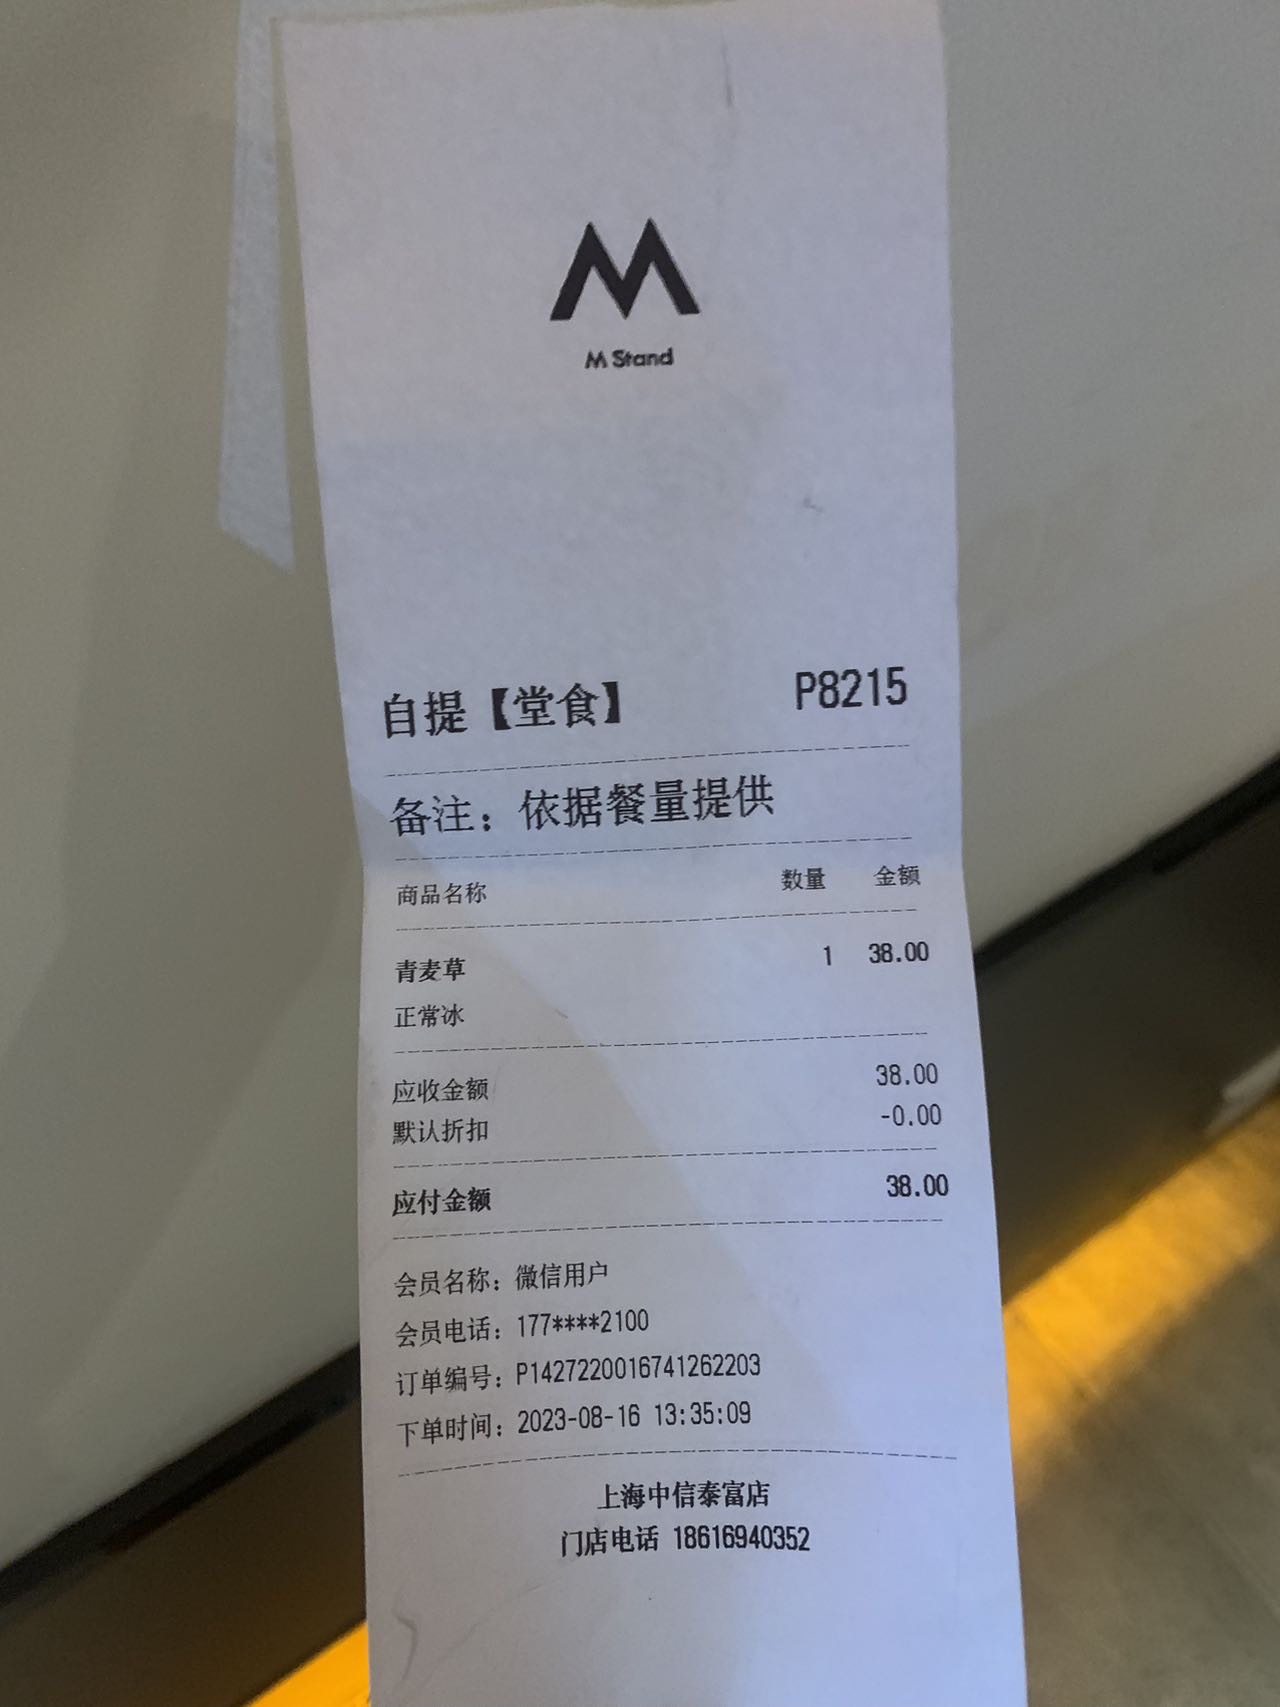 M
M Stand
自提【堂食】 P8215
备注：依据餐量提供
商品名称 数量 金额
青麦草 1 38.00
正常冰
应收金额 38.00
默认折扣 -0.00
应付金额 38.00
会员名称：微信用户
会员电话：177****2100
订单编号：P1427220016741262203
下单时间：2023-08-16 13:35:09
上海中信泰富店
门店电话 18616940352